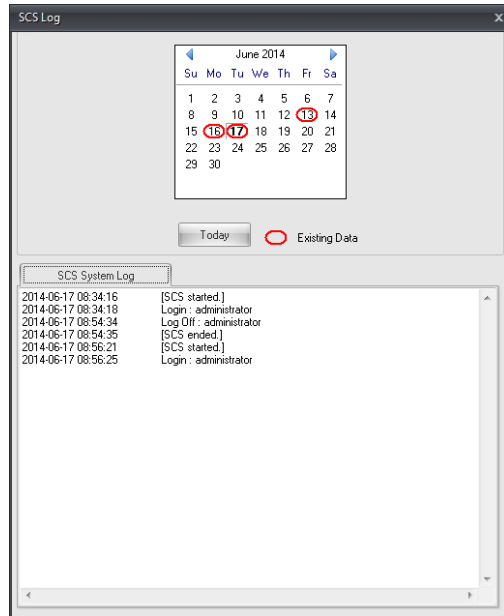 SCS Log x
June 2014
Su Mo Tu We Th Fr Sa
1 2 3 4 5 6 7
8 9 10 11 12 13 14
15 16 17 18 19 20 21
22 23 24 25 26 27 28
29 30
Today Existing Data
SCS System Log
2014-06-17 08:34:16 [SCS started.]
2014-06-17 08:34:18 Login : administrator
2014-06-17 08:54:34 Log Off : administrator
2014-06-17 08:54:35 [SCS ended.]
2014-06-17 08:56:21 [SCS started.]
2014-06-17 08:56:25 Login : administrator